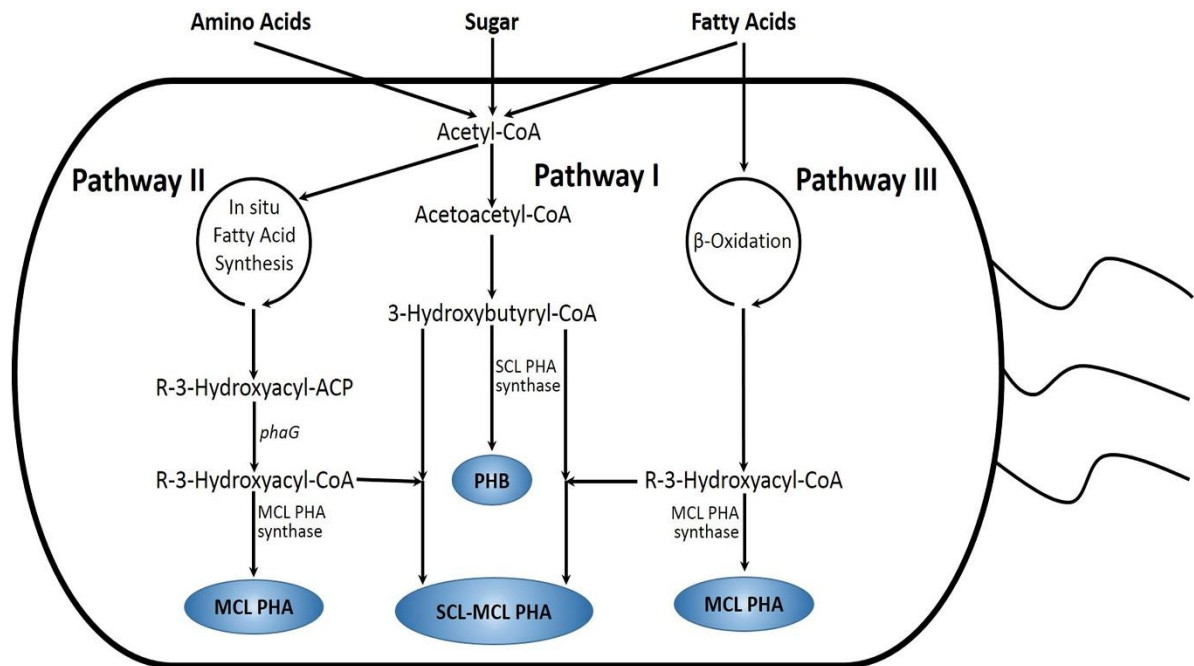 Amino Acids
Sugar
Fatty Acids
Acetyl-CoA
Pathway II
Pathway I
Pathway III
In situ
Fatty Acid
Synthesis
Acetoacetyl-CoA
β-Oxidation
3-Hydroxybutyryl-CoA
SCL PHA
synthase
R-3-Hydroxyacyl-ACP
phaG
R-3-Hydroxyacyl-CoA
PHB
R-3-Hydroxyacyl-CoA
MCL PHA
synthase
MCL PHA
synthase
MCL PHA
SCL-MCL PHA
MCL PHA